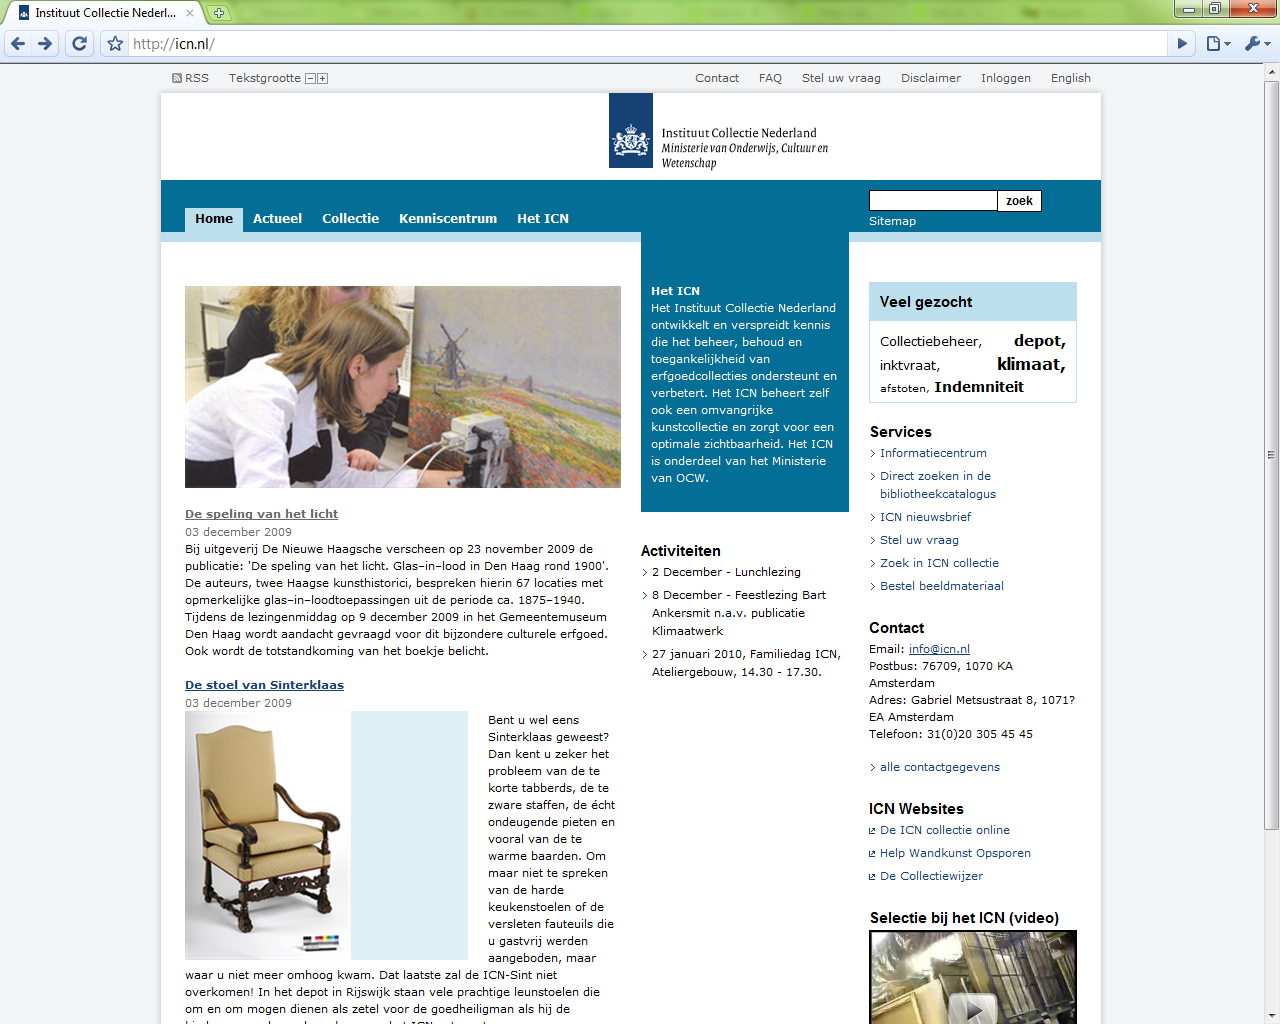 Instituut Collectie Nederl...
http://icn.nl/
RSS Tekstgrootte
Contact FAQ Stel uw vraag Disclaimer Inloggen English
Instituut Collectie Nederland
Ministerie van Onderwijs, Cultuur en
Wetenschap
Home Actueel Collectie Kenniscentrum Het ICN
zoek
Sitemap
De speling van het licht
03 december 2009
Bij uitgeverij De Nieuwe Haagsche verscheen op 23 november 2009 de
publicatie: 'De speling van het licht. Glas-in-lood in Den Haag rond 1900'.
De auteurs, twee Haagse kunsthistorici, bespreken hierin 67 locaties met
opmerkelijke glas-in-loodtoepassingen uit de periode ca. 1875-1940.
Tijdens de lezingenmiddag op 9 december 2009 in het Gemeentemuseum
Den Haag wordt aandacht gevraagd voor dit bijzondere culturele erfgoed.
Ook wordt de totstandkoming van het boekje belicht.
De stoel van Sinterklaas
03 december 2009
Bent u wel eens
Sinterklaas geweest?
Dan kent u zeker het
probleem van de te
korte tabberds, de te
zware staffen, de écht
ondeugende pieten en
vooral van de te
warme baarden. Om
maar niet te spreken
van de harde
keukenstoelen of de
versleten fauteuils die
u gastvrij werden
aangeboden, maar
waar u niet meer omhoog kwam. Dat laatste zal de ICN-Sint niet
overkomen! In het depot in Rijswijk staan vele prachtige leunstoelen die
om en om mogen dienen als zetel voor de goedheiligman als hij de
Het ICN
Het Instituut Collectie Nederland
ontwikkelt en verspreidt kennis
die het beheer, behoud en
toegankelijkheid van
erfgoedcollecties ondersteunt en
verbetert. Het ICN beheert zelf
ook een omvangrijke
kunstcollectie en zorgt voor een
optimale zichtbaarheid. Het ICN
is onderdeel van het Ministerie
van OCW.
Activiteiten
2 December - Lunchlezing
8 December - Feestlezing Bart
Ankersmit n.a.v. publicatie
Klimaatwerk
27 januari 2010, Familiedag ICN,
Ateliergebouw, 14.30 - 17.30.
Veel gezocht
Collectiebeheer, depot,
inktvraat, klimaat,
afstoten, Indemniteit
Services
Informatiecentrum
Direct zoeken in de
bibliotheekcatalogus
ICN nieuwsbrief
Stel uw vraag
Zoek in ICN collectie
Bestel beeldmateriaal
Contact
Email: info@icn.nl
Postbus: 76709, 1070 KA
Amsterdam
Adres: Gabriel Metsustraat 8, 1071?
EA Amsterdam
Telefoon: 31(0)20 305 45 45
alle contactgegevens
ICN Websites
De ICN collectie online
Help Wandkunst Opsporen
De Collectiewijzer
Selectie bij het ICN (video)